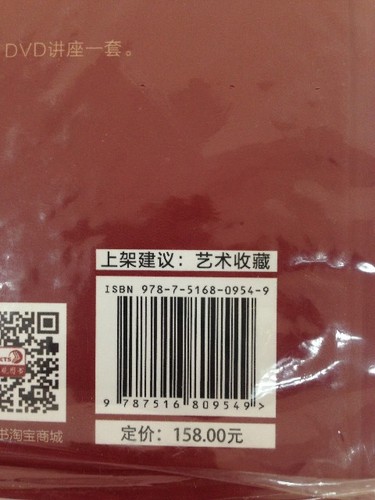 DVD讲座一套。
上架建议：艺术收藏
ISBN 978-7-5168-0954-9
9 787516 809549 >
定价：158.00元
书淘宝商城